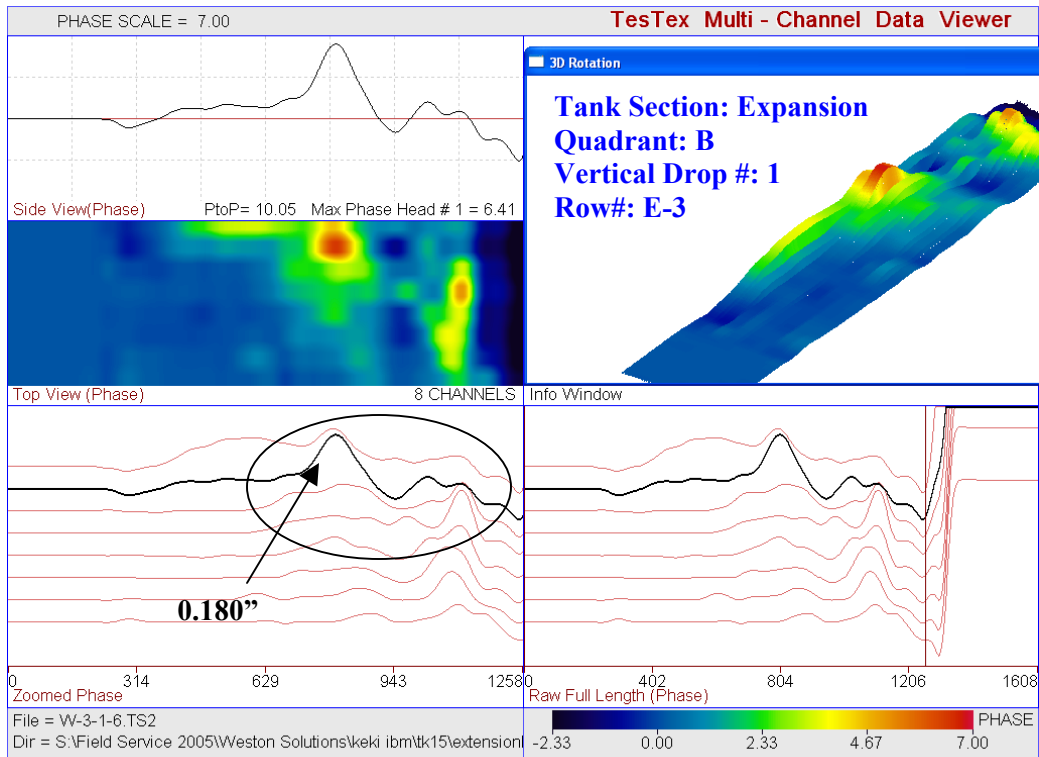 PHASE SCALE = 7.00
TesTex Multi - Channel Data Viewer
3D Rotation
Tank Section: Expansion
Quadrant: B
Vertical Drop #: 1
Row#: E-3
Side View(Phase) PtoP= 10.05 Max Phase Head # 1 = 6.41
Top View (Phase) 8 CHANNELS
Info Window
0.180”
0 314 629 943 1258
Zoomed Phase
0 402 804 1206 1608
Raw Full Length (Phase)
File = W-3-1-6.TS2
Dir = S:\Field Service 2005\Weston Solutions\keki ibm\tk15\extension
PHASE
-2.33 0.00 2.33 4.67 7.00